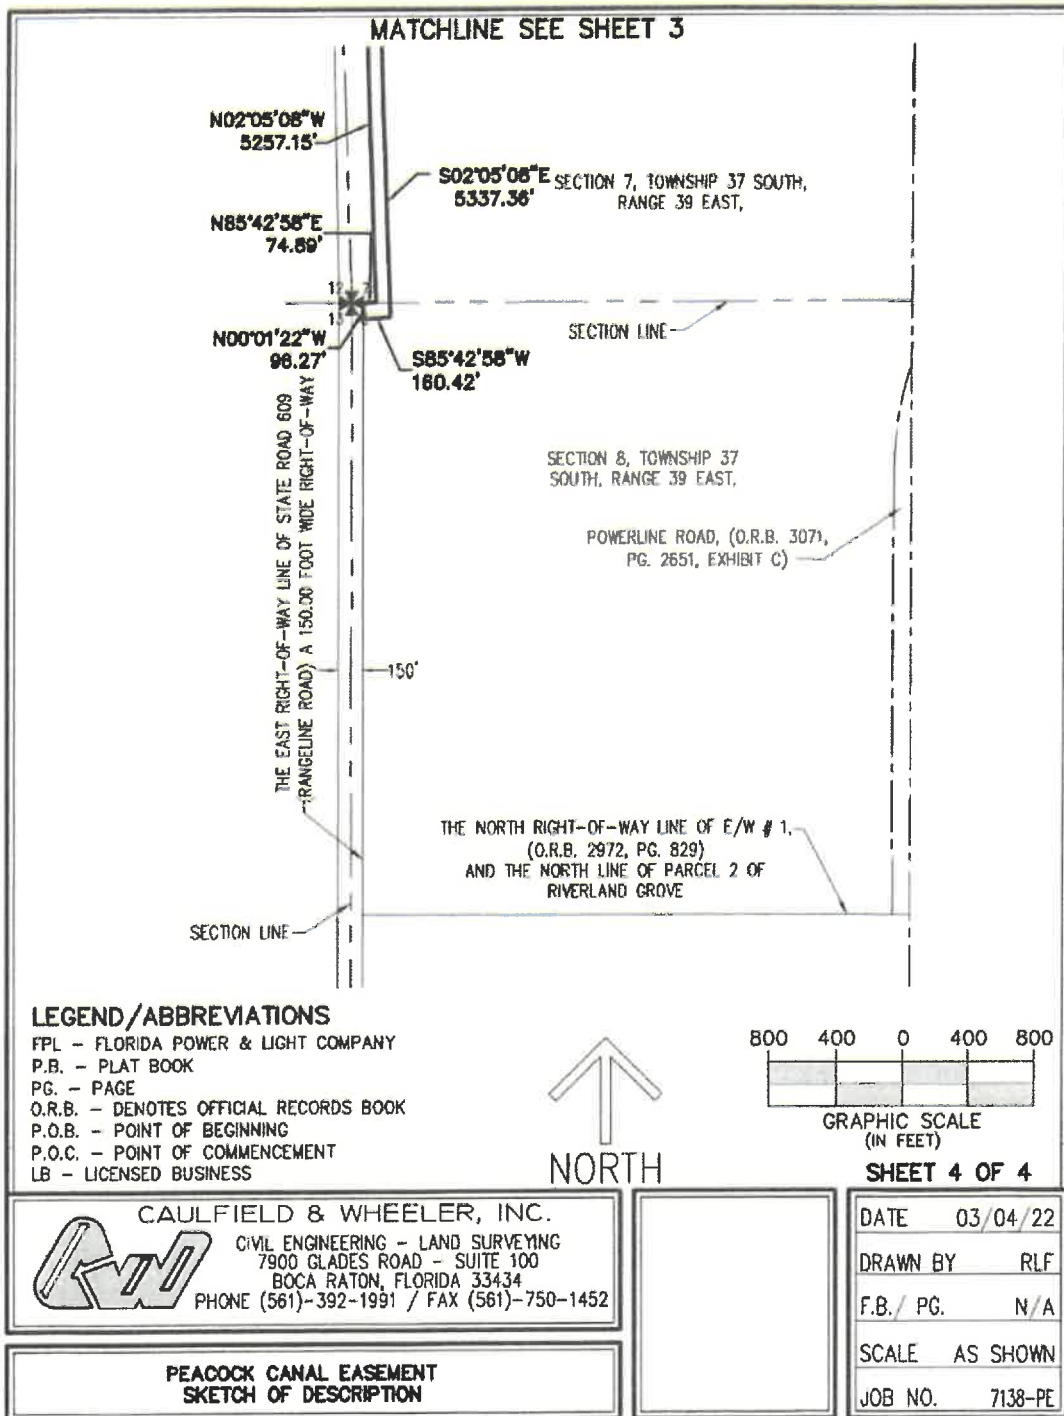 MATCHLINE SEE SHEET 3
N02°05'08"W
5257.15'
S02°05'08"E
5337.36'
SECTION 7, TOWNSHIP 37 SOUTH,
RANGE 39 EAST,
N85°42'58"E
74.89'
12 7
13
SECTION LINE
N00°01'22"W
96.27'
S85°42'58"W
160.42'
THE EAST RIGHT-OF-WAY LINE OF STATE ROAD 609
(RANGELINE ROAD) A 150.00 FOOT WIDE RIGHT-OF-WAY
SECTION 8, TOWNSHIP 37
SOUTH, RANGE 39 EAST,
POWERLINE ROAD, (O.R.B. 3071,
PG. 2651, EXHIBIT C)
150'
THE NORTH RIGHT-OF-WAY LINE OF E/W # 1,
(O.R.B. 2972, PG. 829)
AND THE NORTH LINE OF PARCEL 2 OF
RIVERLAND GROVE
SECTION LINE
LEGEND/ABBREVIATIONS
FPL - FLORIDA POWER & LIGHT COMPANY
P.B. - PLAT BOOK
PG. - PAGE
O.R.B. - DENOTES OFFICIAL RECORDS BOOK
P.O.B. - POINT OF BEGINNING
P.O.C. - POINT OF COMMENCEMENT
LB - LICENSED BUSINESS
NORTH
800 400 0 400 800
GRAPHIC SCALE
(IN FEET)
SHEET 4 OF 4
CAULFIELD & WHEELER, INC.
CIVIL ENGINEERING - LAND SURVEYING
7900 GLADES ROAD - SUITE 100
BOCA RATON, FLORIDA 33434
PHONE (561)-392-1991 / FAX (561)-750-1452
PEACOCK CANAL EASEMENT
SKETCH OF DESCRIPTION
DATE 03/04/22
DRAWN BY RLF
F.B./ PG. N/A
SCALE AS SHOWN
JOB NO. 7138-PE